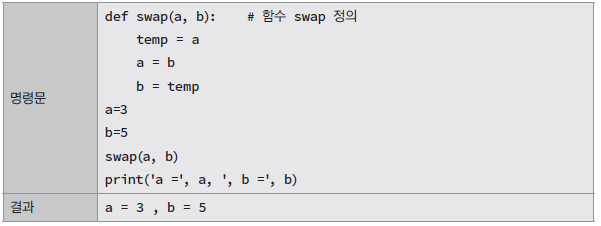 명령문
def swap(a, b):    # 함수 swap 정의
    temp = a
    a = b
    b = temp
a=3
b=5
swap(a, b)
print('a =', a, ', b =', b)
결과
a = 3 , b = 5